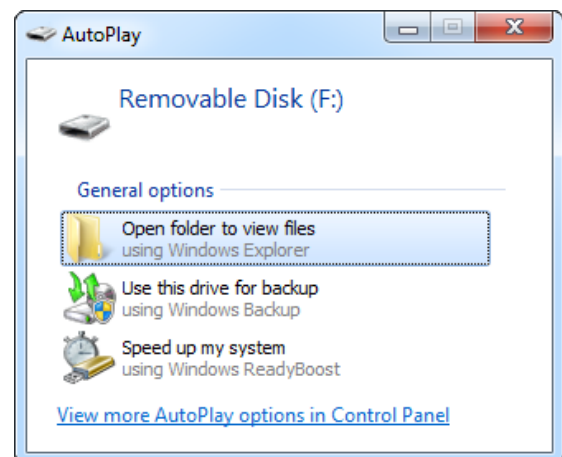 AutoPlay
Removable Disk (F:)
General options
Open folder to view files
using Windows Explorer
Use this drive for backup
using Windows Backup
Speed up my system
using Windows ReadyBoost
View more AutoPlay options in Control Panel